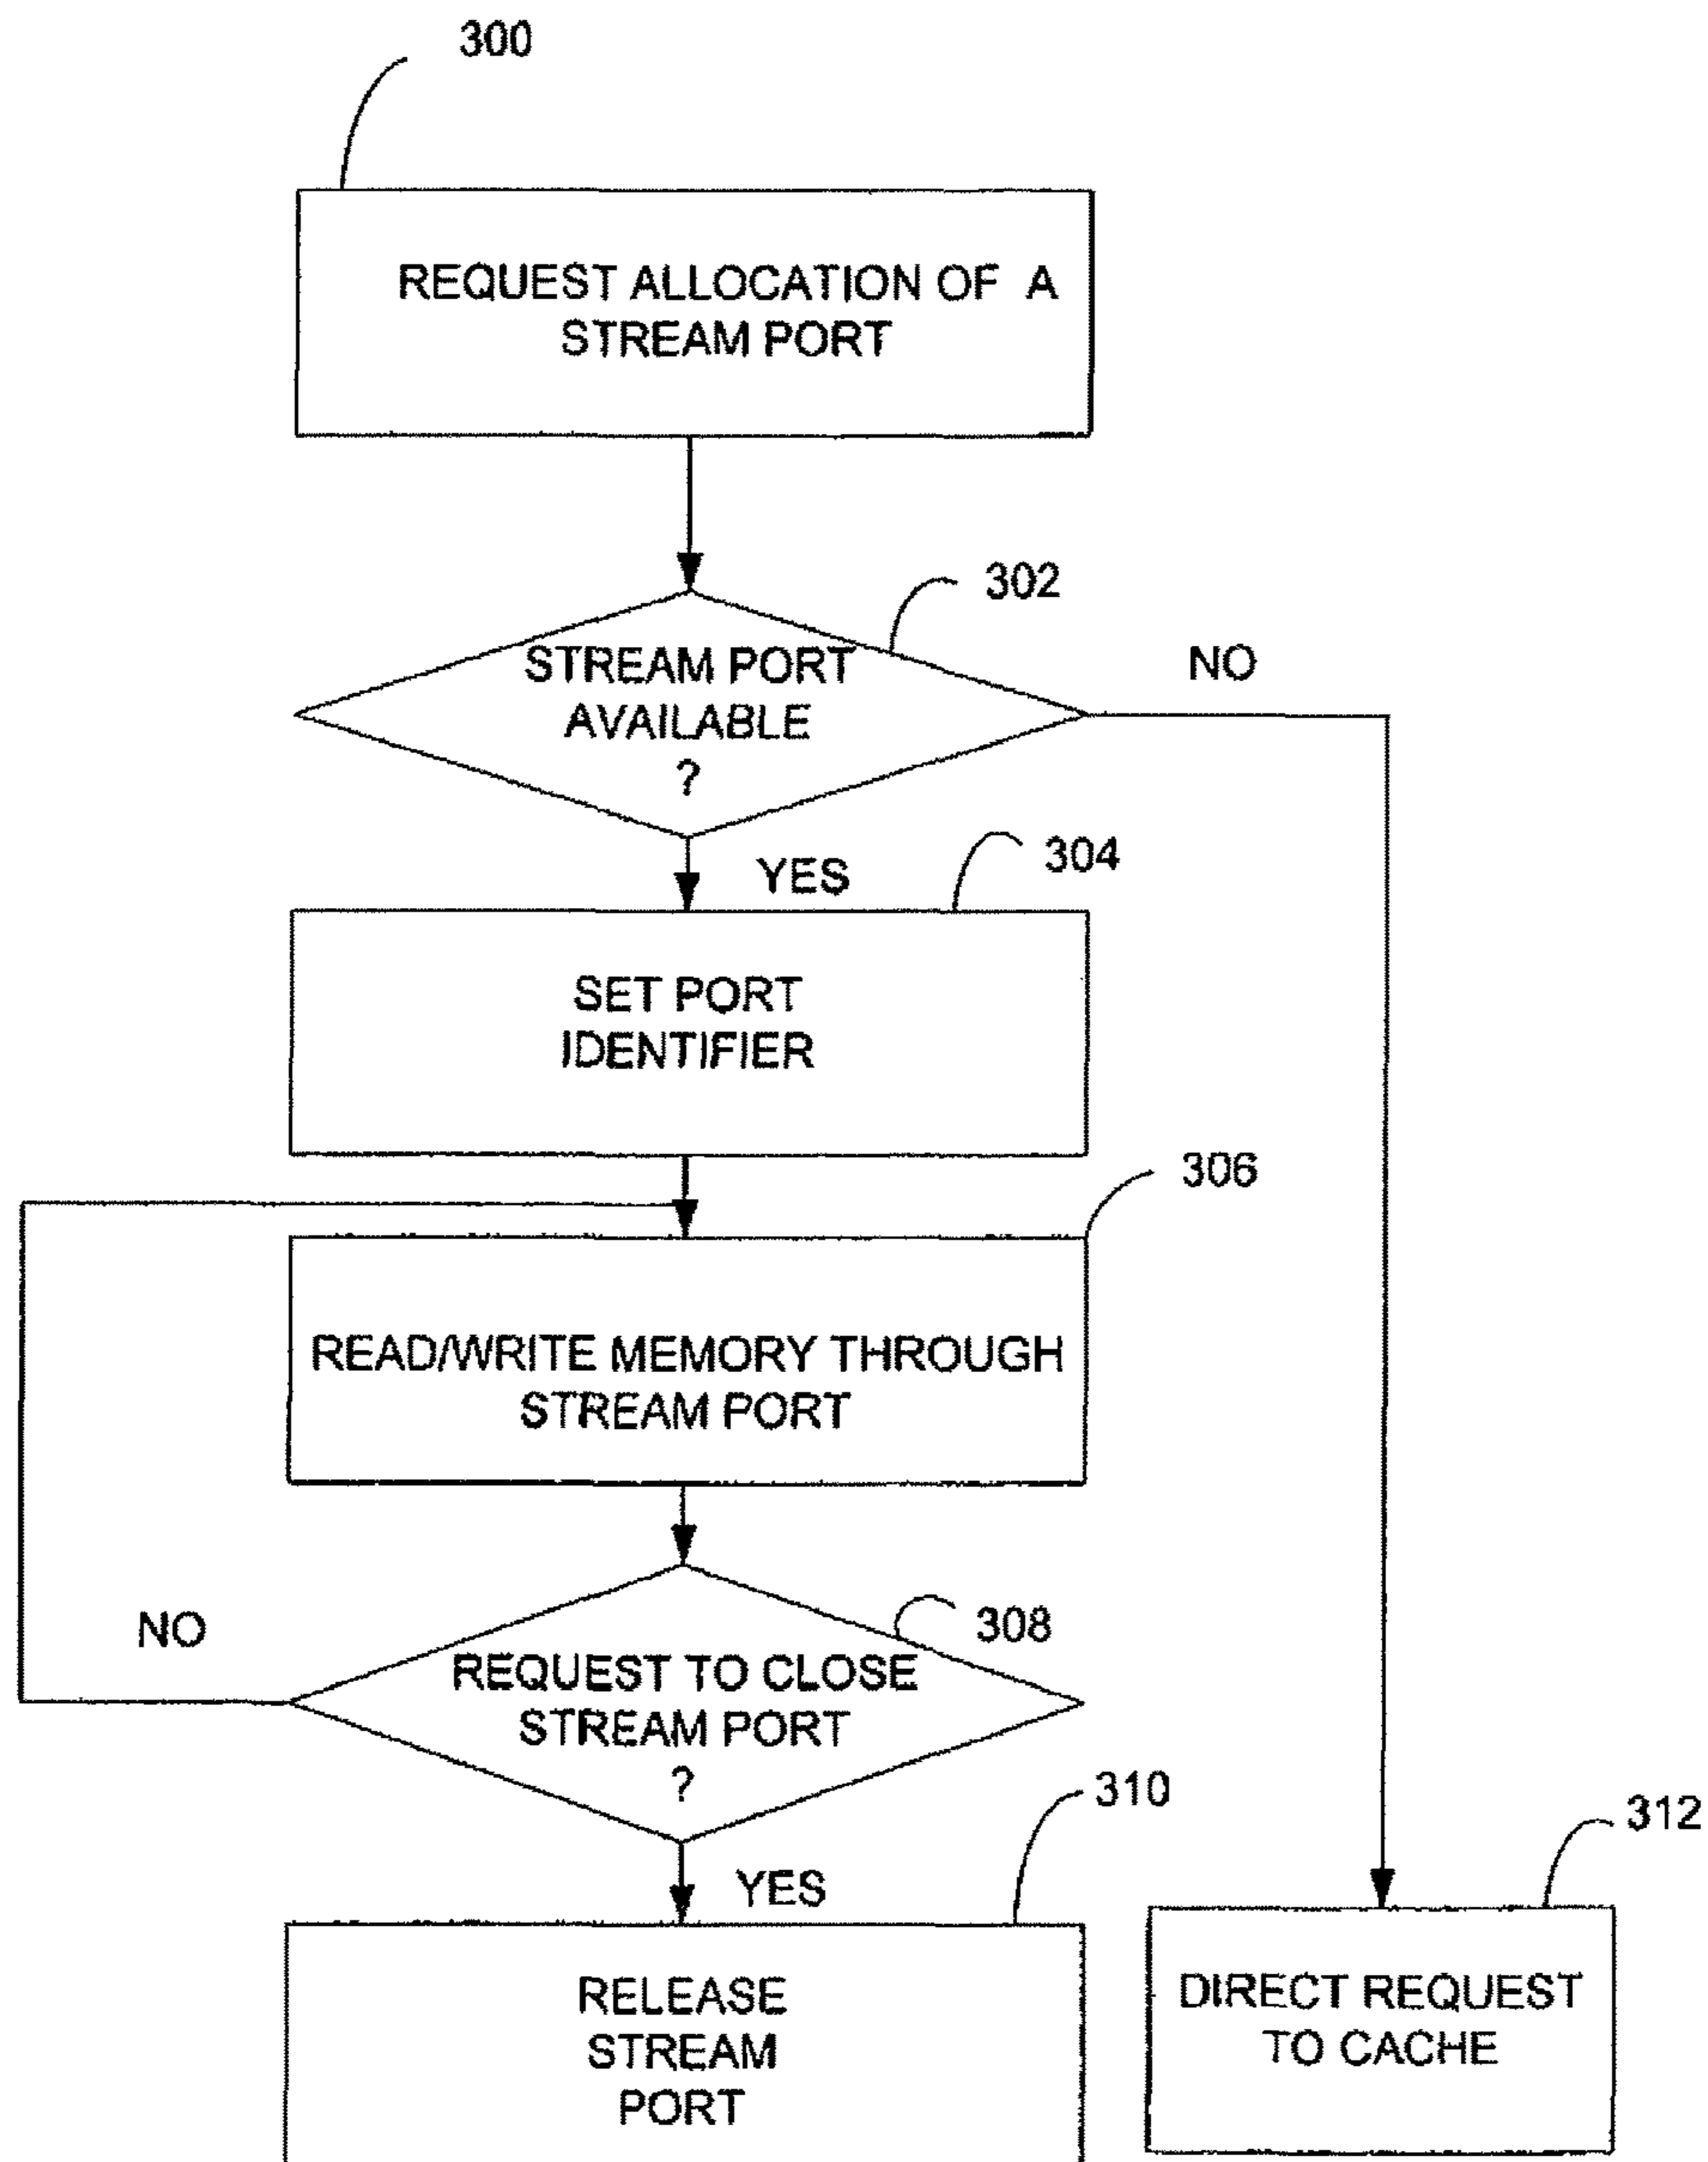 300
REQUEST ALLOCATION OF A
STREAM PORT
302
STREAM PORT
AVAILABLE
?
NO
YES
304
SET PORT
IDENTIFIER
306
READ/WRITE MEMORY THROUGH
STREAM PORT
308
NO
REQUEST TO CLOSE
STREAM PORT
?
310
312
YES
RELEASE
STREAM
PORT
DIRECT REQUEST
TO CACHE